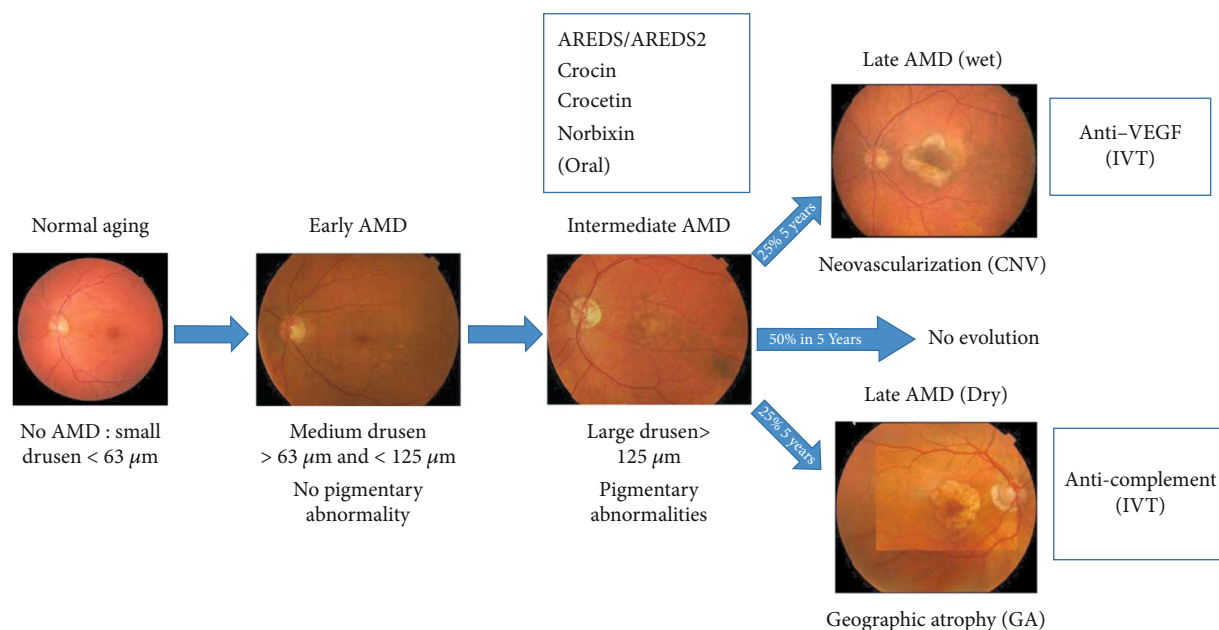 AREDS/AREDS2
Crocin
Crocetin
Norbixin
(Oral)
Late AMD (wet)
Anti–VEGF
(IVT)
Normal aging
Early AMD
Intermediate AMD
25% 5 years
Neovascularization (CNV)
50% in 5 Years
No evolution
25% 5 years
Late AMD (Dry)
No AMD : small
drusen < 63 μm
Medium drusen
> 63 μm and < 125 μm
No pigmentary
abnormality
Large drusen>
125 μm
Pigmentary
abnormalities
Anti-complement
(IVT)
Geographic atrophy (GA)